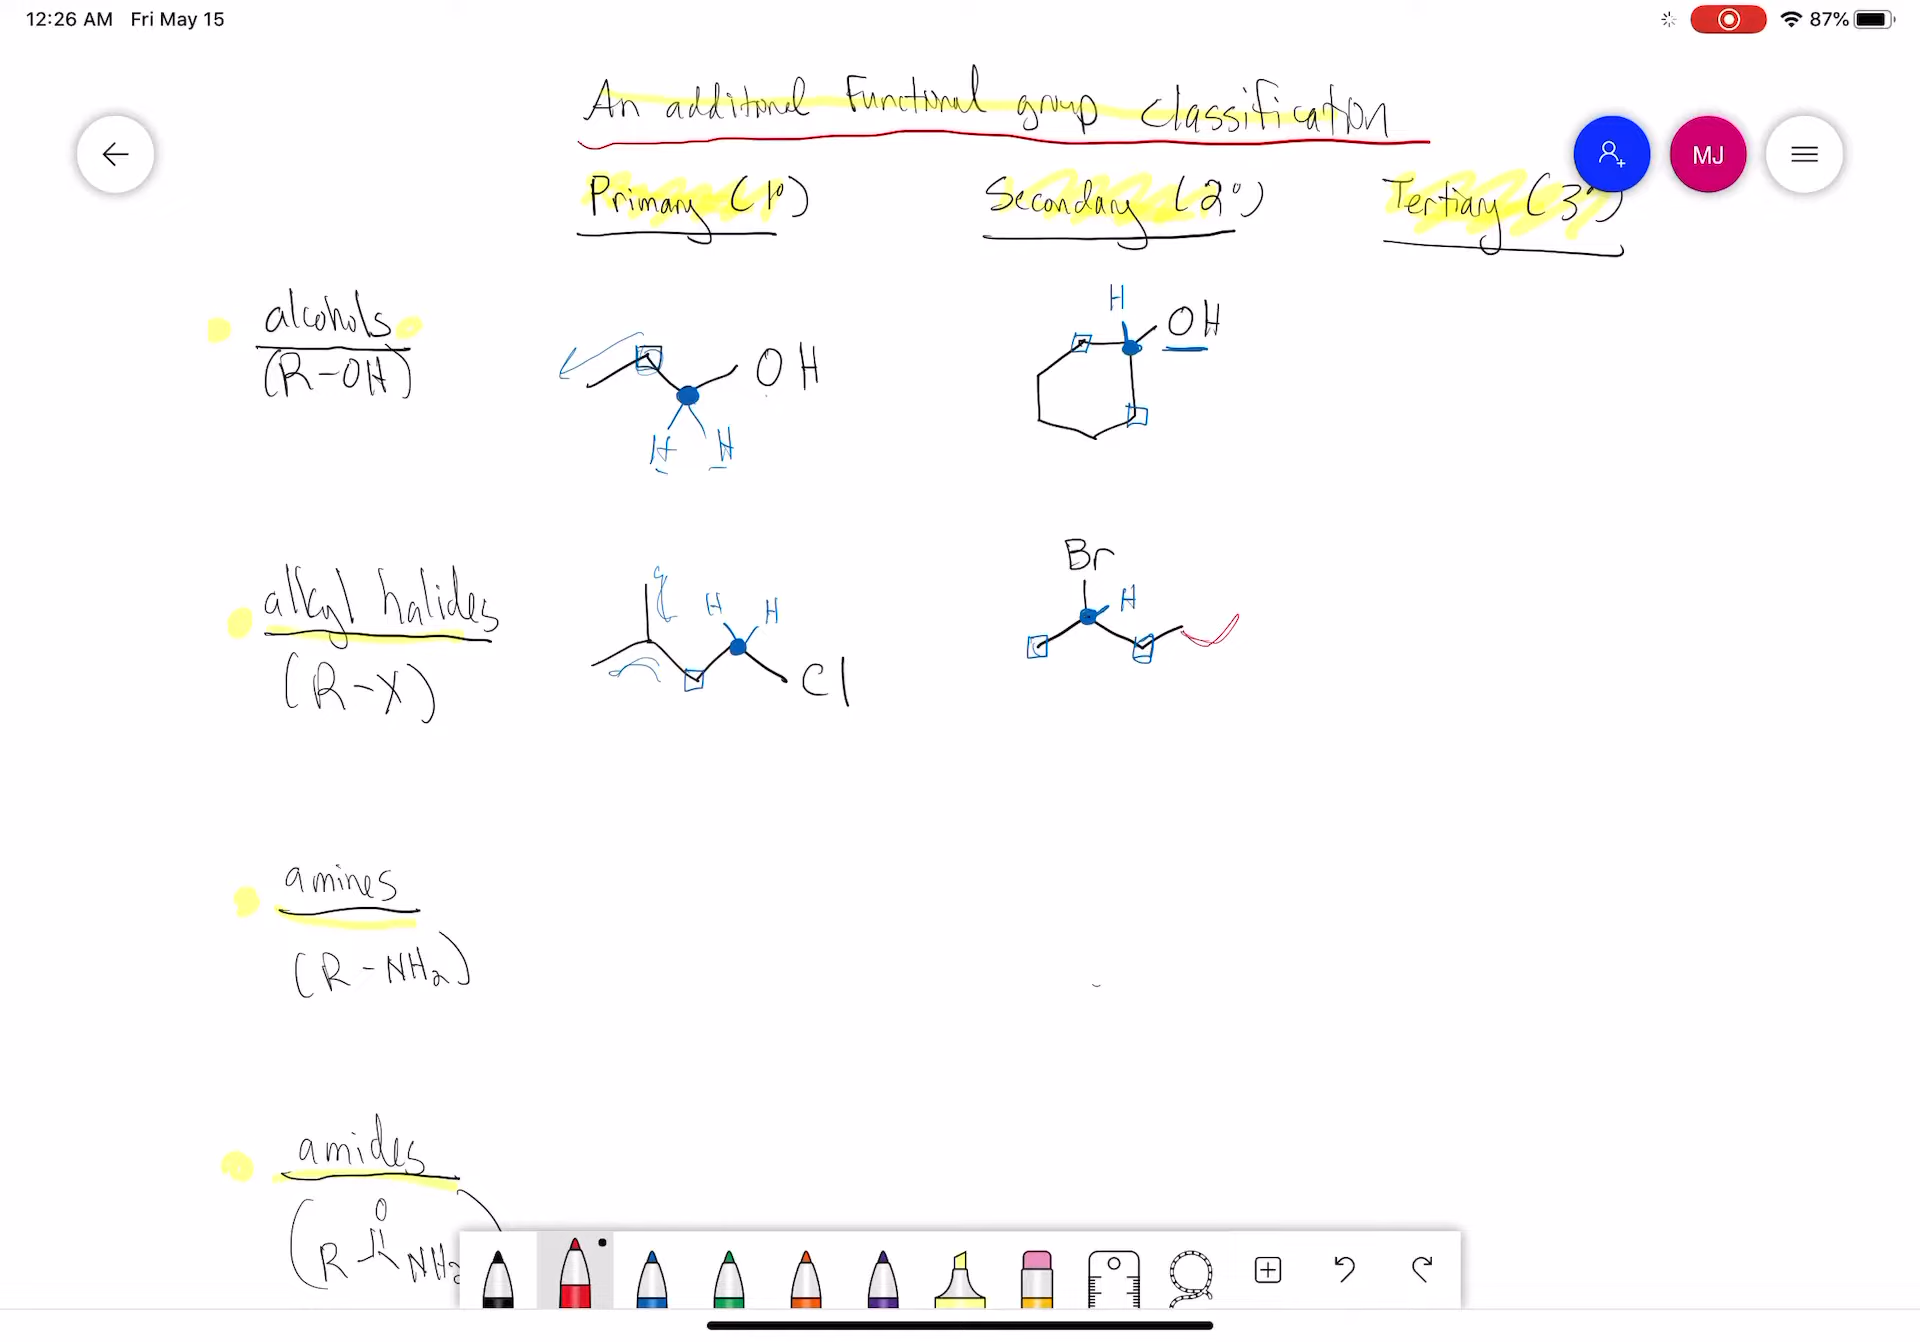 12:26 AM Fri May 15
87%
An additional Functional group Classification
MJ
Primary (1°)
Secondary (2°)
Tertiary (3°)
alcohols
(R-OH)
OH
H H
H
OH
alkyl halides
(R-X)
H H
Cl
Br
H
amines
(R-NH₂)
amides
O
(R NH₂